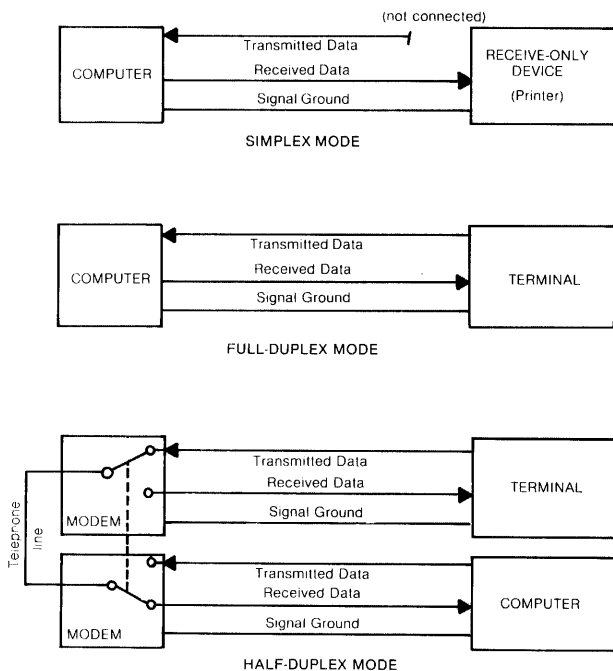 (not connected)
Transmitted Data
COMPUTER
Received Data
Signal Ground
RECEIVE-ONLY
DEVICE
(Printer)
SIMPLEX MODE
Transmitted Data
COMPUTER
Received Data
Signal Ground
TERMINAL
FULL-DUPLEX MODE
Telephone
line
MODEM
Transmitted Data
Received Data
Signal Ground
TERMINAL
MODEM
Transmitted Data
Received Data
Signal Ground
COMPUTER
HALF-DUPLEX MODE